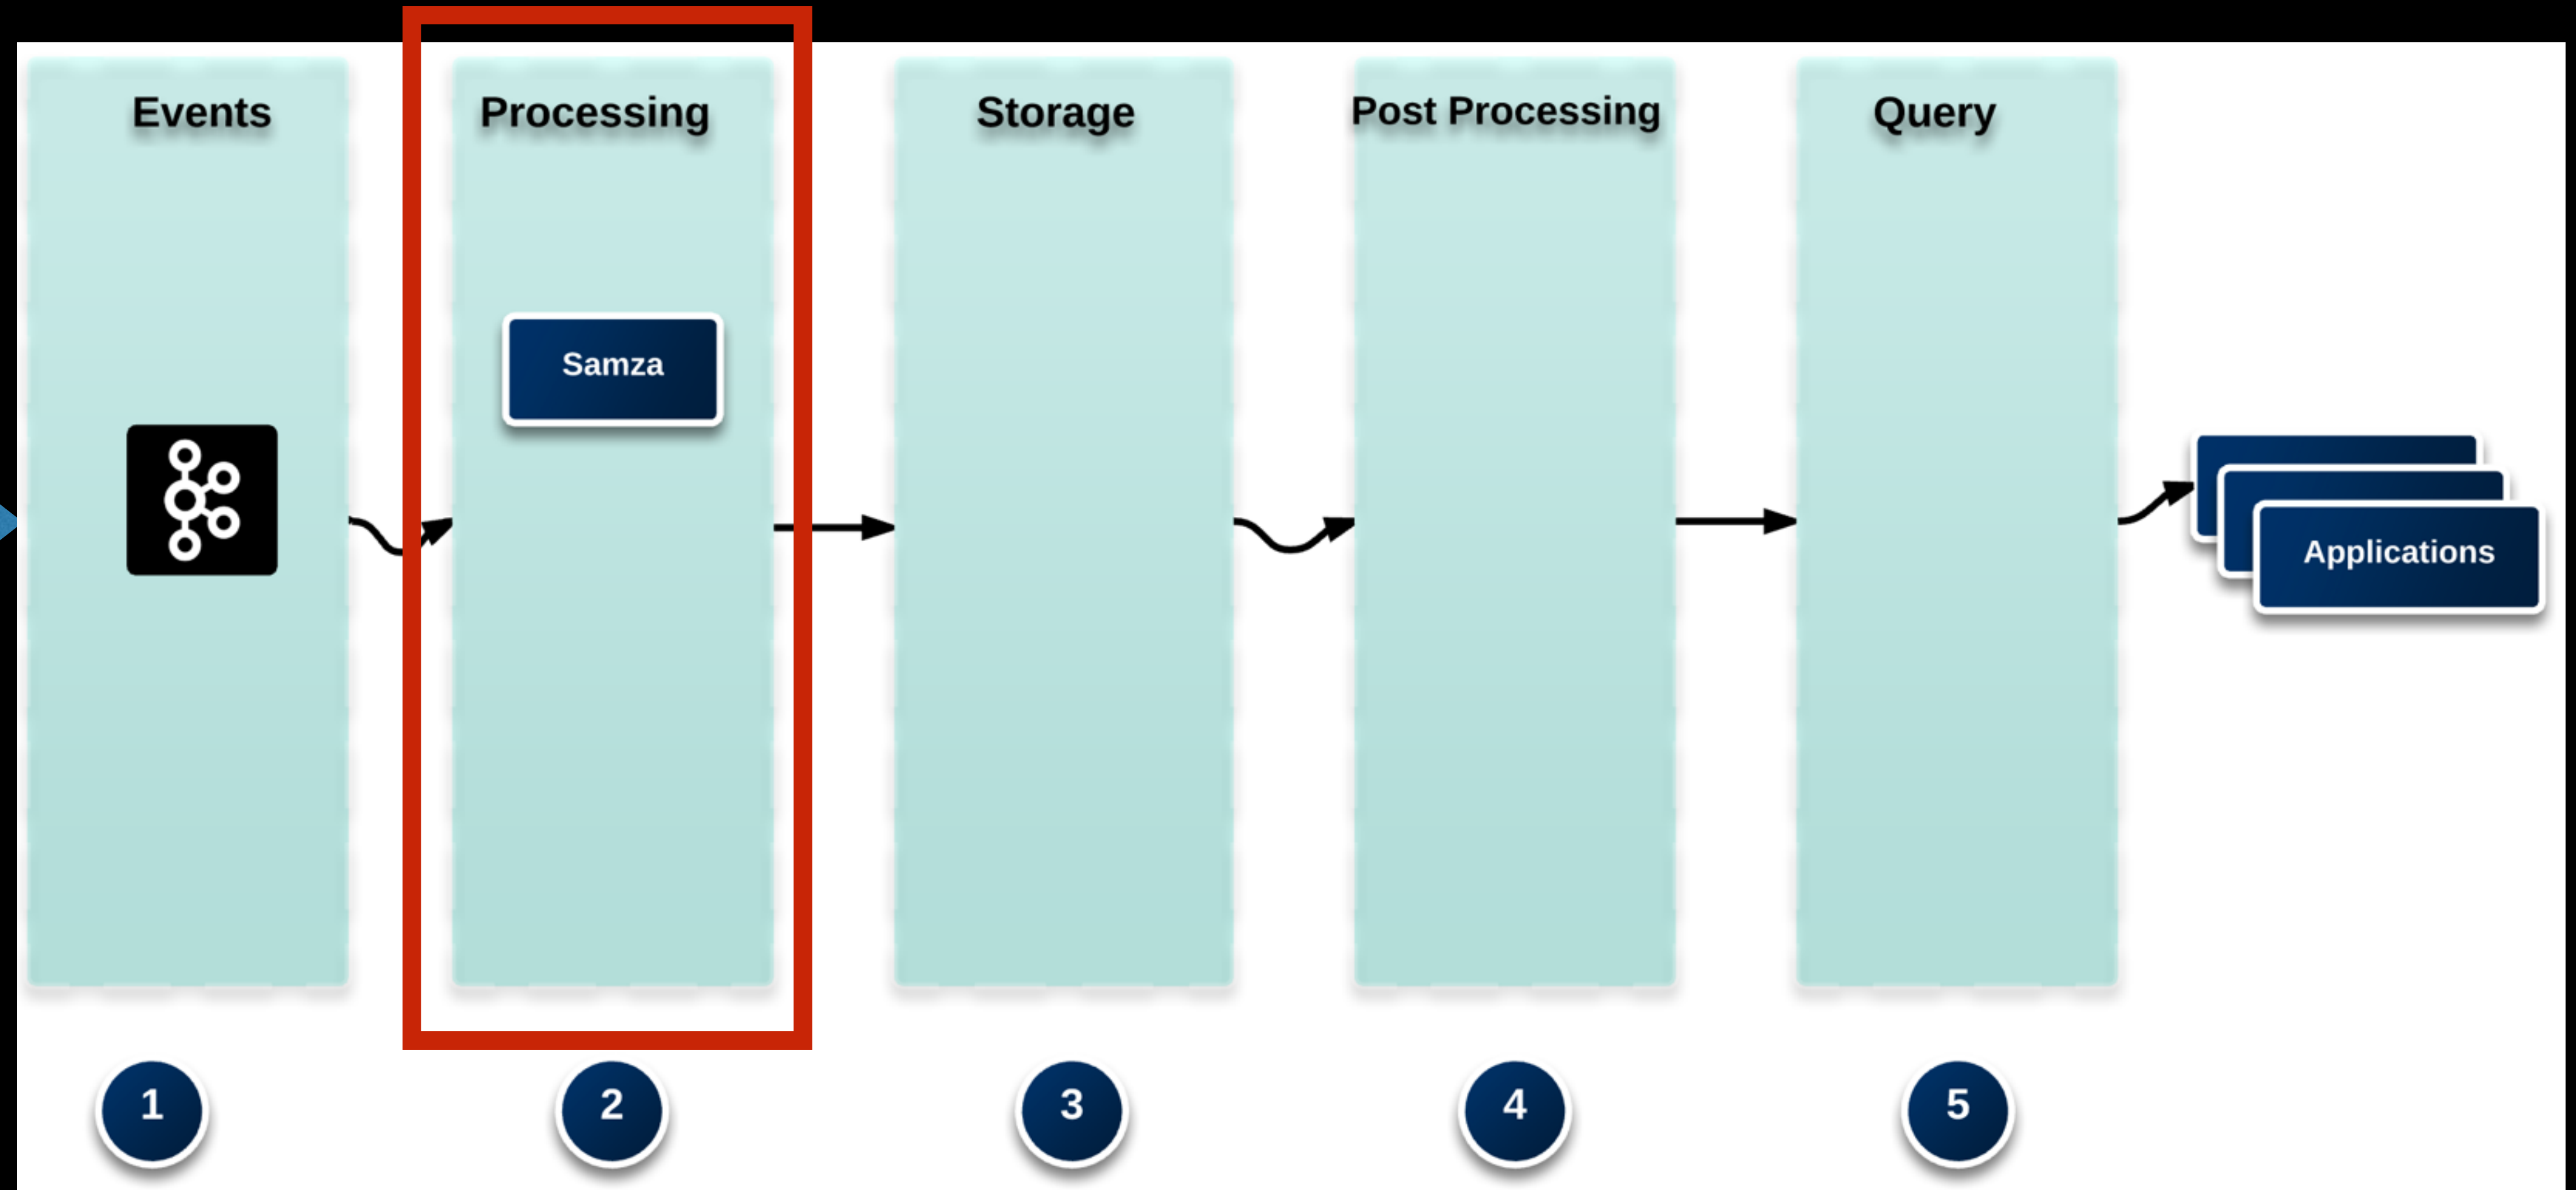 Events
Processing
Storage
Post Processing
Query
Samza
Applications
1
2
3
4
5